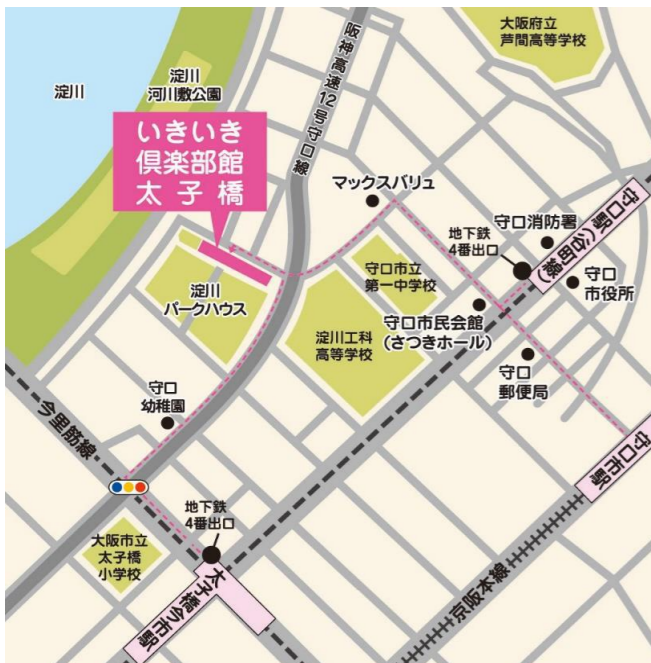 大阪府立
芦間高等学校
淀川
淀川
河川敷公園
阪神高速12号守口線
いきいき
倶楽部館
太子橋
マックスバリュ
守口駅(谷町線)
守口消防署
地下鉄
4番出口
守口市立
第一中学校
守口
市役所
淀川
パークハウス
守口市民会館
(さつきホール)
淀川工科
高等学校
守口
郵便局
守口
幼稚園
今里筋線
守口市駅
地下鉄
4番出口
大阪市立
太子橋
小学校
太子橋今市駅
京阪本線